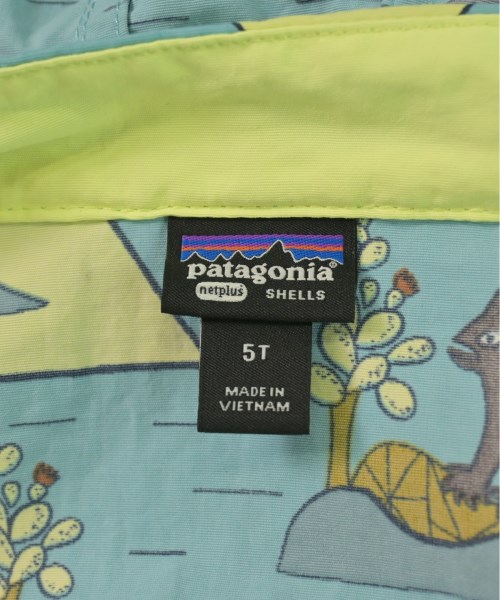 patagonia®
netplus® SHELLS
5T
MADE IN
VIETNAM